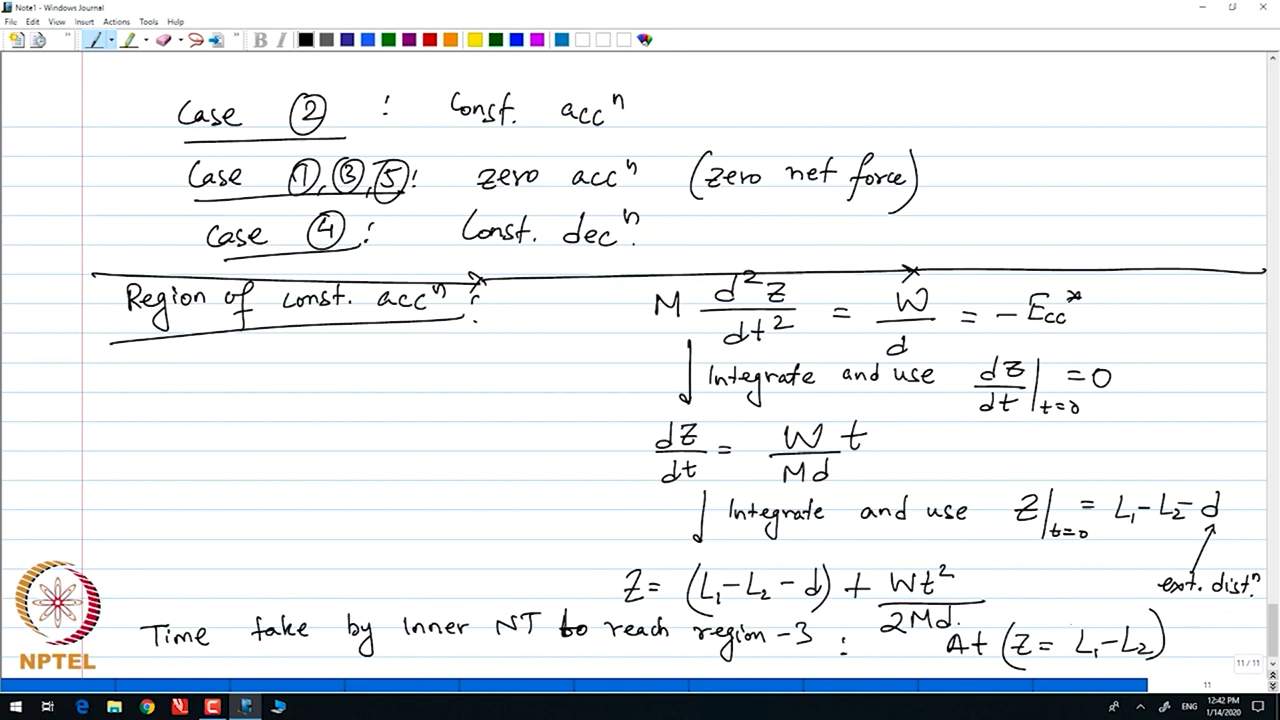 Note1 - Windows Journal
File Edit View Insert Actions Tools Help
B I
Case ② : Const. accⁿ
Case ①, ③, ⑤ : zero accⁿ (zero net force)
Case ④ : Const. decⁿ.
Region of const. accⁿ : M d²Z/dt² = W/d = - Ecc*
Integrate and use dZ/dt|t=0 = 0
dZ/dt = W/Md t
Integrate and use Z|t=0 = L₁-L₂-d
ext. distⁿ
Z = (L₁-L₂-d) + Wt²/2Md.
Time take by inner NT to reach region-3 : At (Z = L₁-L₂)
NPTEL
11 / 11
11
12:42 PM
1/14/2020